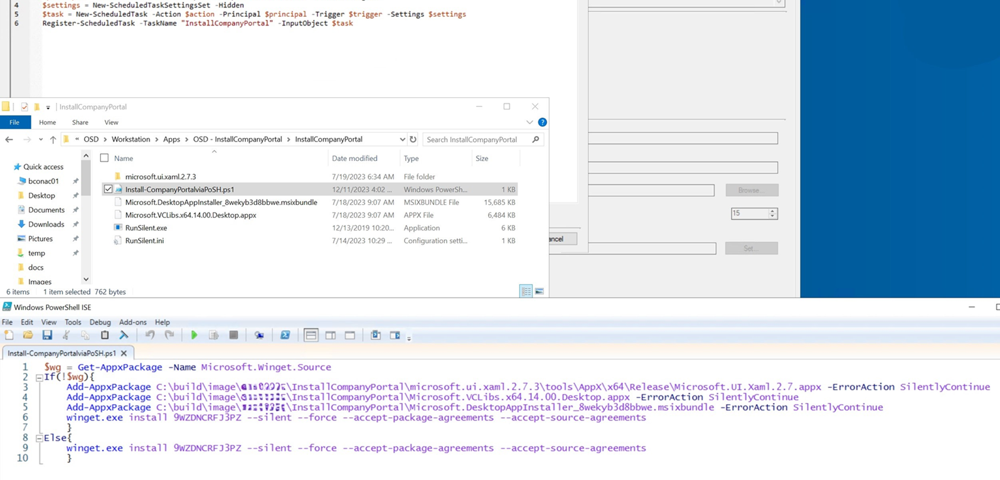 4 $settings = New-ScheduledTaskSettingsSet -Hidden
5 $task = New-ScheduledTask -Action $action -Principal $principal -Trigger $trigger -Settings $settings
6 Register-ScheduledTask -TaskName "InstallCompanyPortal" -InputObject $task
InstallCompanyPortal
File Home Share View
« OSD > Workstation > Apps > OSD - InstallCompanyPortal > InstallCompanyPortal Search InstallCompanyPortal
Name Date modified Type Size
Quick access
bconac01
Desktop
Documents
Downloads
Pictures
temp
docs
Images
microsoft.ui.xaml.2.7.3 7/19/2023 6:34 AM File folder
Install-CompanyPortalviaPoSH.ps1 12/11/2023 4:02 ... Windows PowerSh... 1 KB
Microsoft.DesktopAppInstaller_8wekyb3d8bbwe.msixbundle 7/18/2023 9:07 AM MSIXBUNDLE File 15,685 KB
Microsoft.VCLibs.x64.14.00.Desktop.appx 7/18/2023 9:07 AM APPX File 6,484 KB
RunSilent.exe 12/13/2019 10:20... Application 6 KB
RunSilent.ini 7/14/2023 10:29 ... Configuration setti... 1 KB
6 items 1 item selected 762 bytes
Browse...
15
ancel
Set...
Windows PowerShell ISE
File Edit View Tools Debug Add-ons Help
Install-CompanyPortalviaPoSH.ps1 X
1 $wg = Get-AppxPackage -Name Microsoft.Winget.Source
2 If(!$wg){
3 Add-AppxPackage C:\build\image\ \InstallCompanyPortal\microsoft.ui.xaml.2.7.3\tools\AppX\x64\Release\Microsoft.UI.Xaml.2.7.appx -ErrorAction SilentlyContinue
4 Add-AppxPackage C:\build\image\ \InstallCompanyPortal\Microsoft.VCLibs.x64.14.00.Desktop.appx -ErrorAction SilentlyContinue
5 Add-AppxPackage C:\build\image\ \InstallCompanyPortal\Microsoft.DesktopAppInstaller_8wekyb3d8bbwe.msixbundle -ErrorAction SilentlyContinue
6 winget.exe install 9WZDNCRFJ3PZ --silent --force --accept-package-agreements --accept-source-agreements
7 }
8 Else{
9 winget.exe install 9WZDNCRFJ3PZ --silent --force --accept-package-agreements --accept-source-agreements
10 }